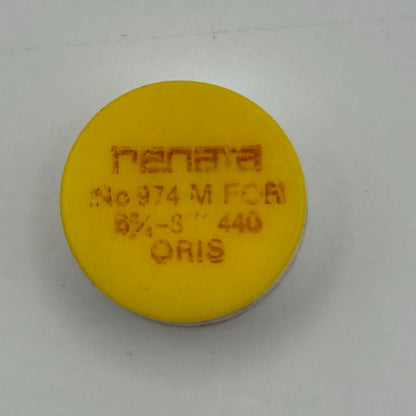 renata
No 974 M FOR
6¾-8''' 440
ORIS